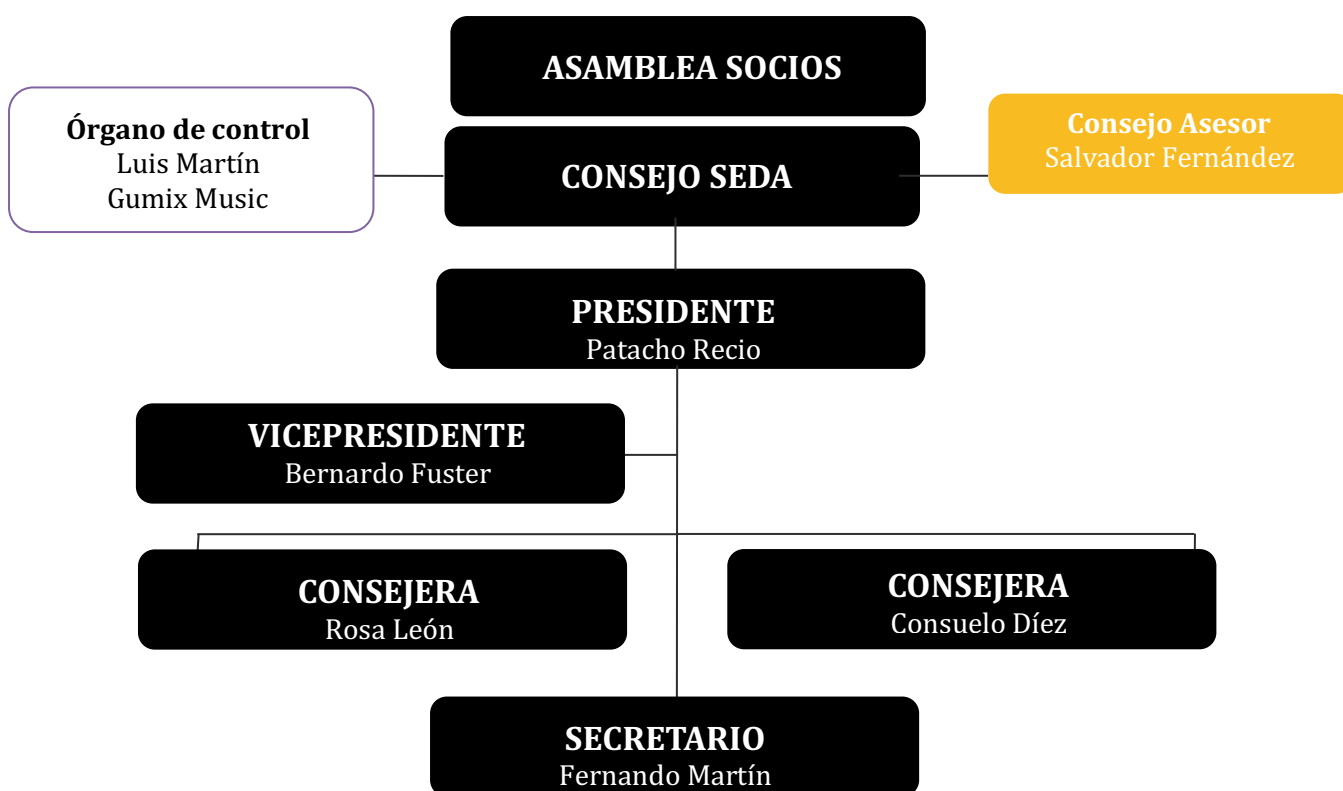 ASAMBLEA SOCIOS
Órgano de control
Luis Martín
Gumix Music
CONSEJO SEDA
Consejo Asesor
Salvador Fernández
PRESIDENTE
Patacho Recio
VICEPRESIDENTE
Bernardo Fuster
CONSEJERA
Rosa León
CONSEJERA
Consuelo Díez
SECRETARIO
Fernando Martín